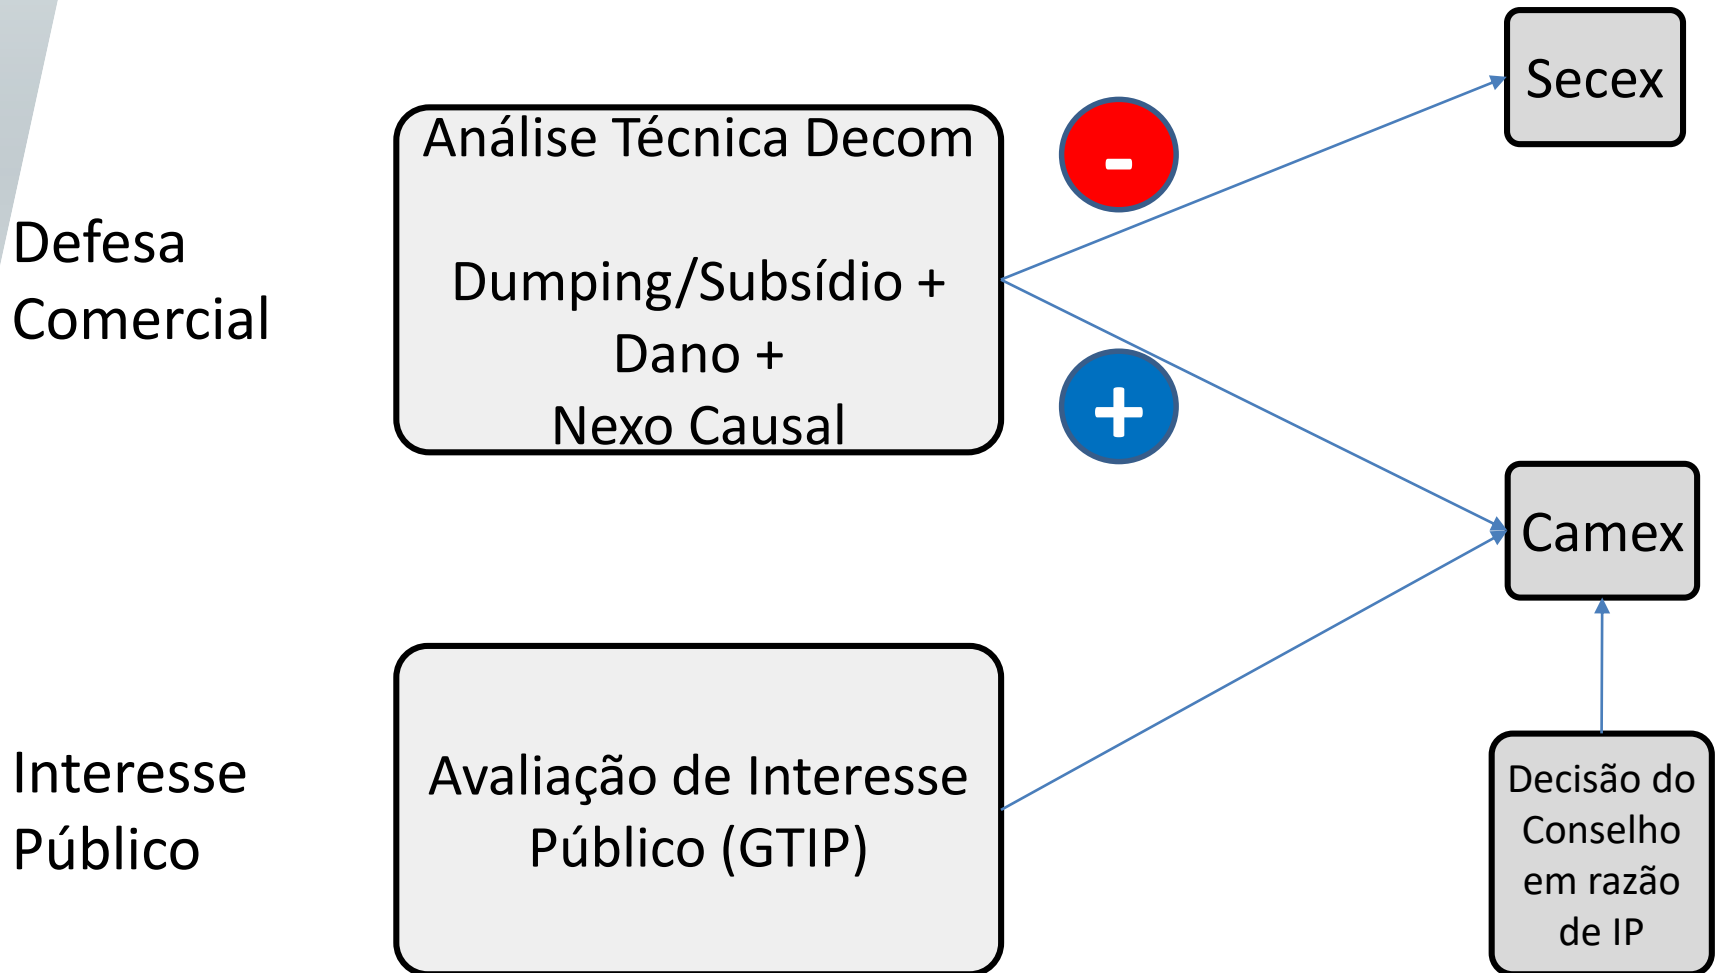 Secex
Análise Técnica Decom
-
Defesa
Comercial
Dumping/Subsídio +
Dano +
Nexo Causal
+
Camex
Interesse
Público
Avaliação de Interesse
Público (GTIP)
Decisão do
Conselho
em razão
de IP